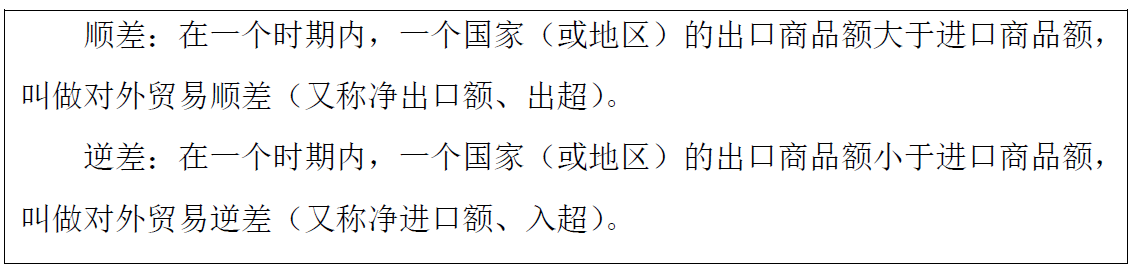 顺差：在一个时期内，一个国家（或地区）的出口商品额大于进口商品额，
叫做对外贸易顺差（又称净出口额、出超）。
逆差：在一个时期内，一个国家（或地区）的出口商品额小于进口商品额，
叫做对外贸易逆差（又称净进口额、入超）。